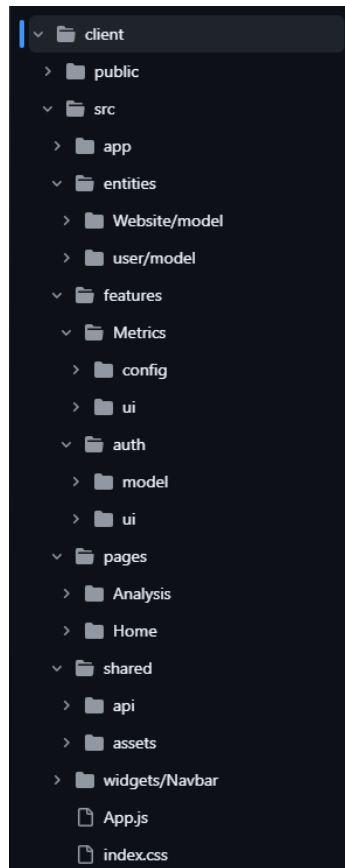 client
public
src
app
entities
Website/model
user/model
features
Metrics
config
ui
auth
model
ui
pages
Analysis
Home
shared
api
assets
widgets/Navbar
App.js
index.css